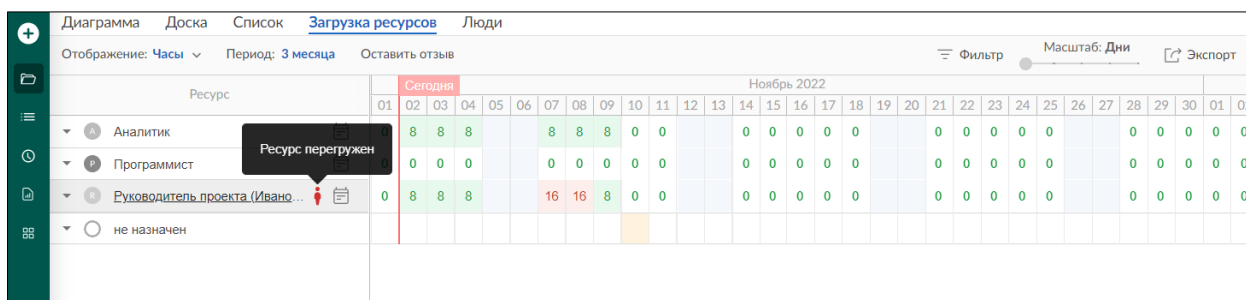 Диаграмма Доска Список Загрузка ресурсов Люди
Отображение: Часы Период: 3 месяца Оставить отзыв Фильтр Масштаб: Дни Экспорт
Ресурс Сегодня Ноябрь 2022
01 02 03 04 05 06 07 08 09 10 11 12 13 14 15 16 17 18 19 20 21 22 23 24 25 26 27 28 29 30 01
A Аналитик 8 8 8 8 8 8 0 0 0 0 0 0 0 0 0 0 0 0 0 0 0 0
Ресурс перегружен
P Программист 0 0 0 0 0 0 0 0 0 0 0 0 0 0 0 0 0 0 0 0 0 0
R Руководитель проекта (Ивано... 0 8 8 8 16 16 8 0 0 0 0 0 0 0 0 0 0 0 0 0 0 0 0
не назначен